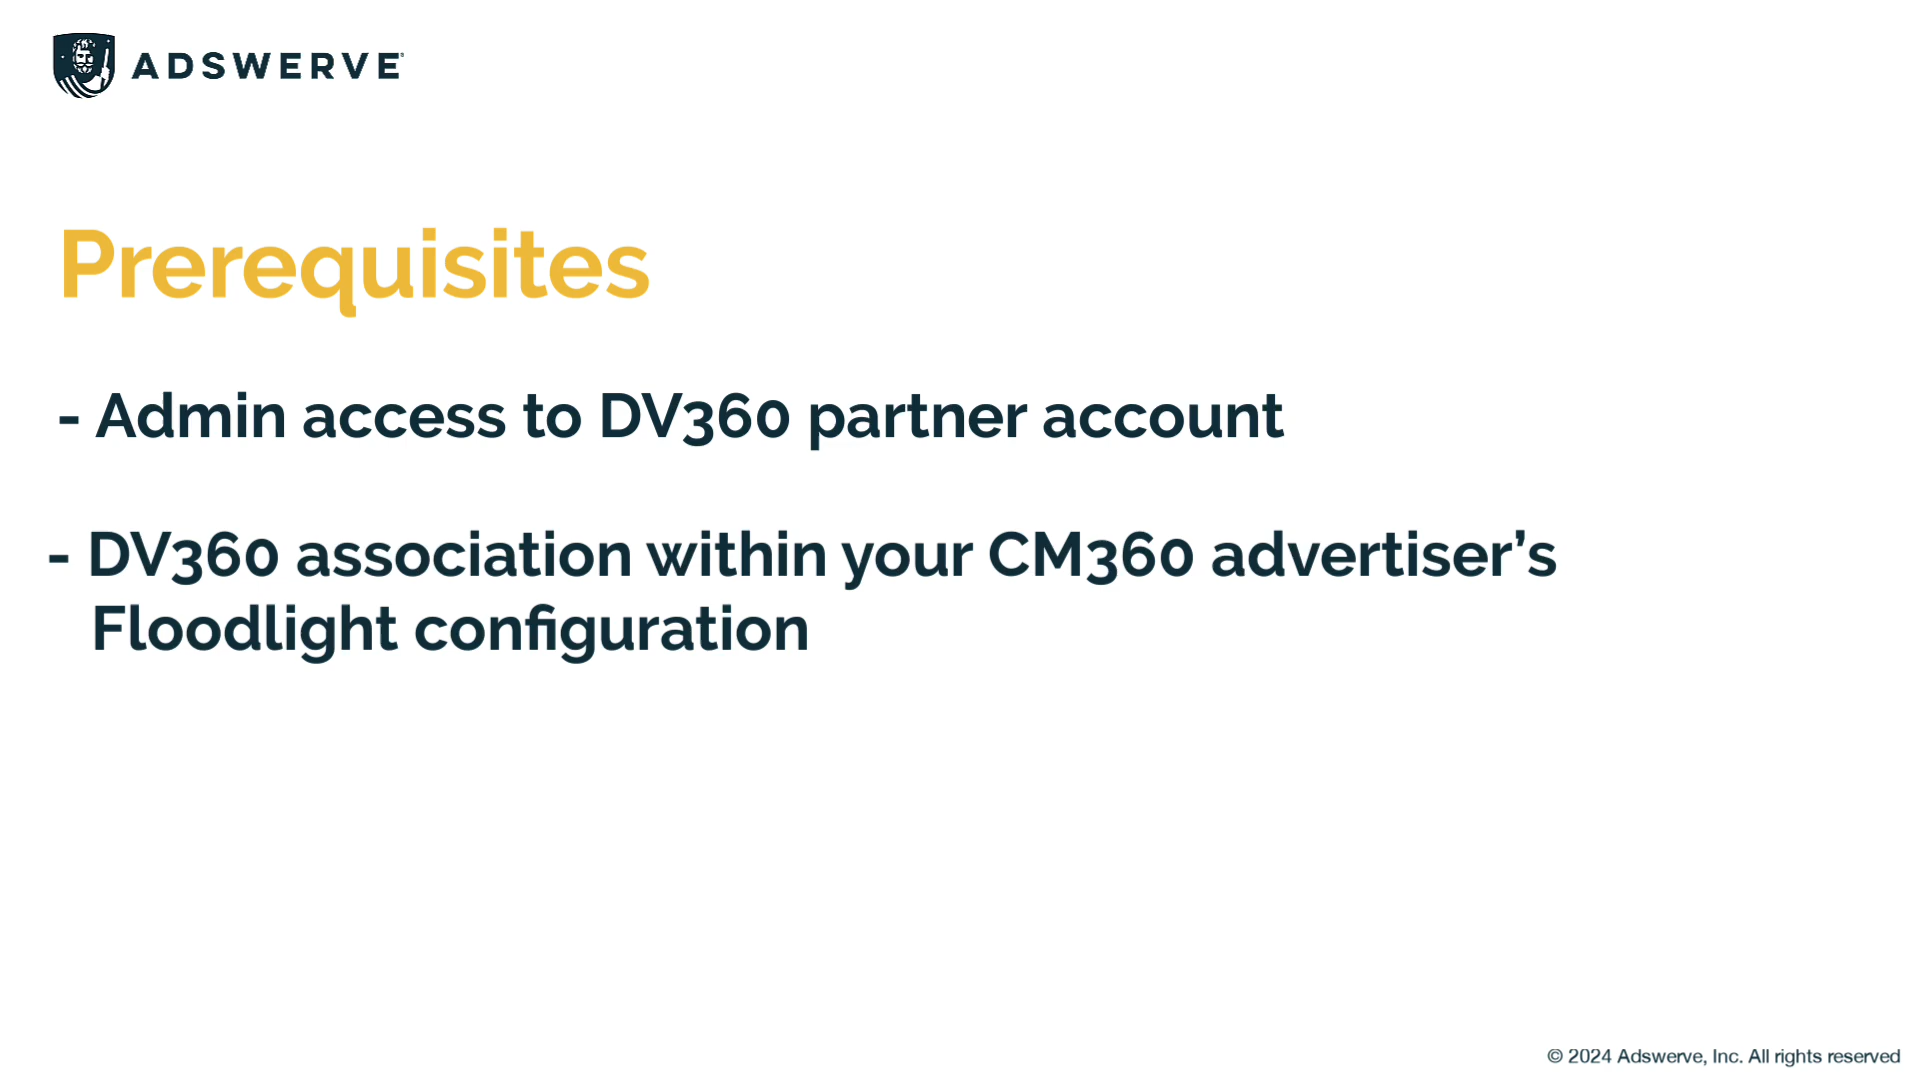 ADSWERVE
Prerequisites
- Admin access to DV360 partner account
- DV360 association within your CM360 advertiser’s
Floodlight configuration
© 2024 Adswerve, Inc. All rights reserved